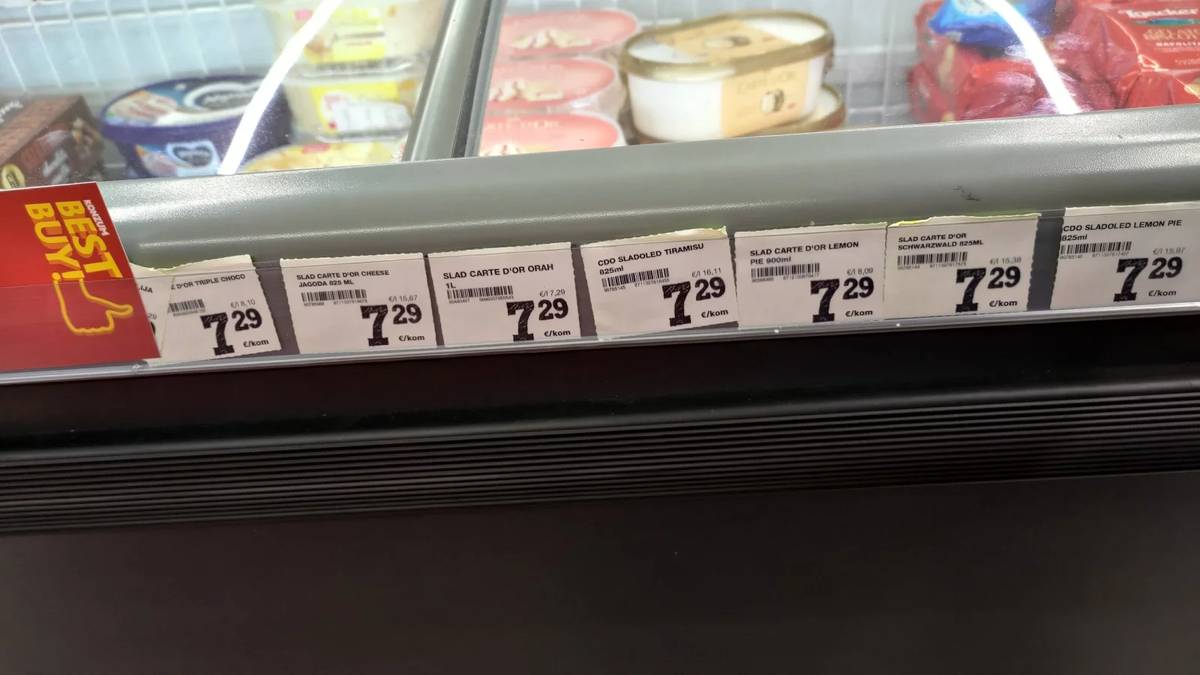 KONZUM
BEST
BUY!
D'OR TRIPLE CHOCO
€/l 8,10
7 29
€/kom
SLAD CARTE D'OR CHEESE
JAGODA 825 ML
€/l 15,67
7 29
€/kom
SLAD CARTE D'OR ORAH
1L
€/l 7,29
7 29
€/kom
CDO SLADOLED TIRAMISU
825ml
€/l 16,11
7 29
€/kom
SLAD CARTE D'OR LEMON
PIE 900ml
€/l 8,09
7 29
€/kom
SLAD CARTE D'OR
SCHWARZWALD 825ML
€/l 15,38
7 29
€/kom
CDO SLADOLED LEMON PIE
825ml
7 29
€/kom
Loacker